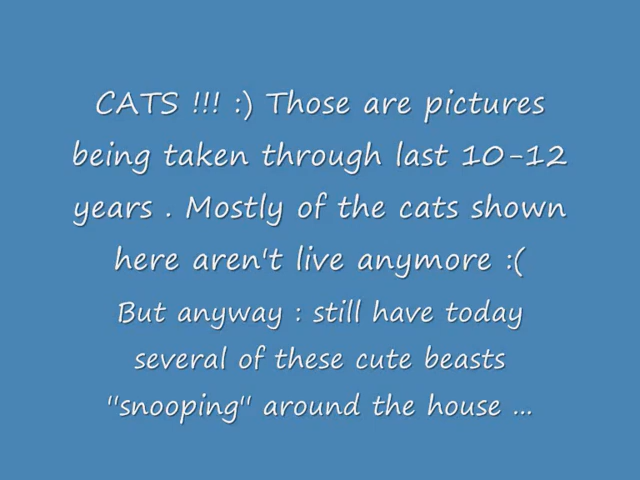 CATS !!! :) Those are pictures
being taken through last 10-12
years . Mostly of the cats shown
here aren't live anymore :(
But anyway : still have today
several of these cute beasts
"snooping" around the house ...